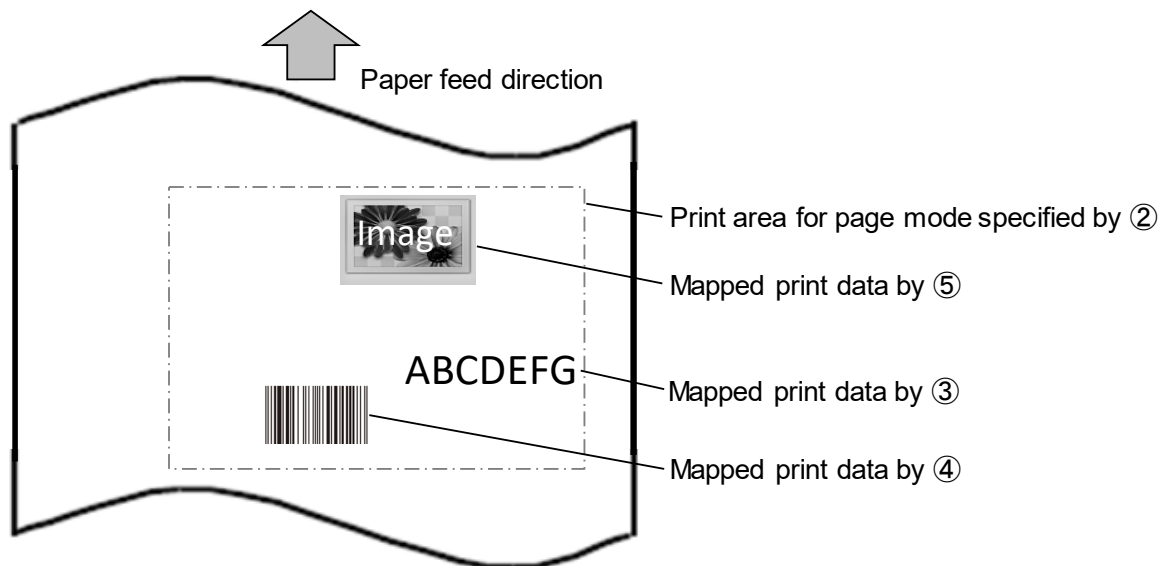 Paper feed direction
Print area for page mode specified by ②
Image
Mapped print data by ⑤
ABCDEFG
Mapped print data by ③
Mapped print data by ④